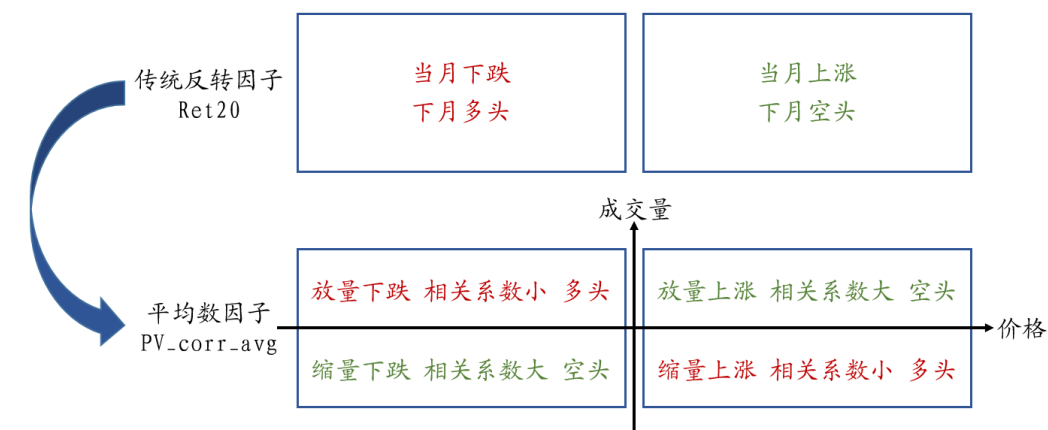 传统反转因子
Ret20
当月下跌
下月多头
当月上涨
下月空头
成交量
平均数因子
PV_corr_avg
放量下跌 相关系数小 多头
放量上涨 相关系数大 空头
价格
缩量下跌 相关系数大 空头
缩量上涨 相关系数小 多头